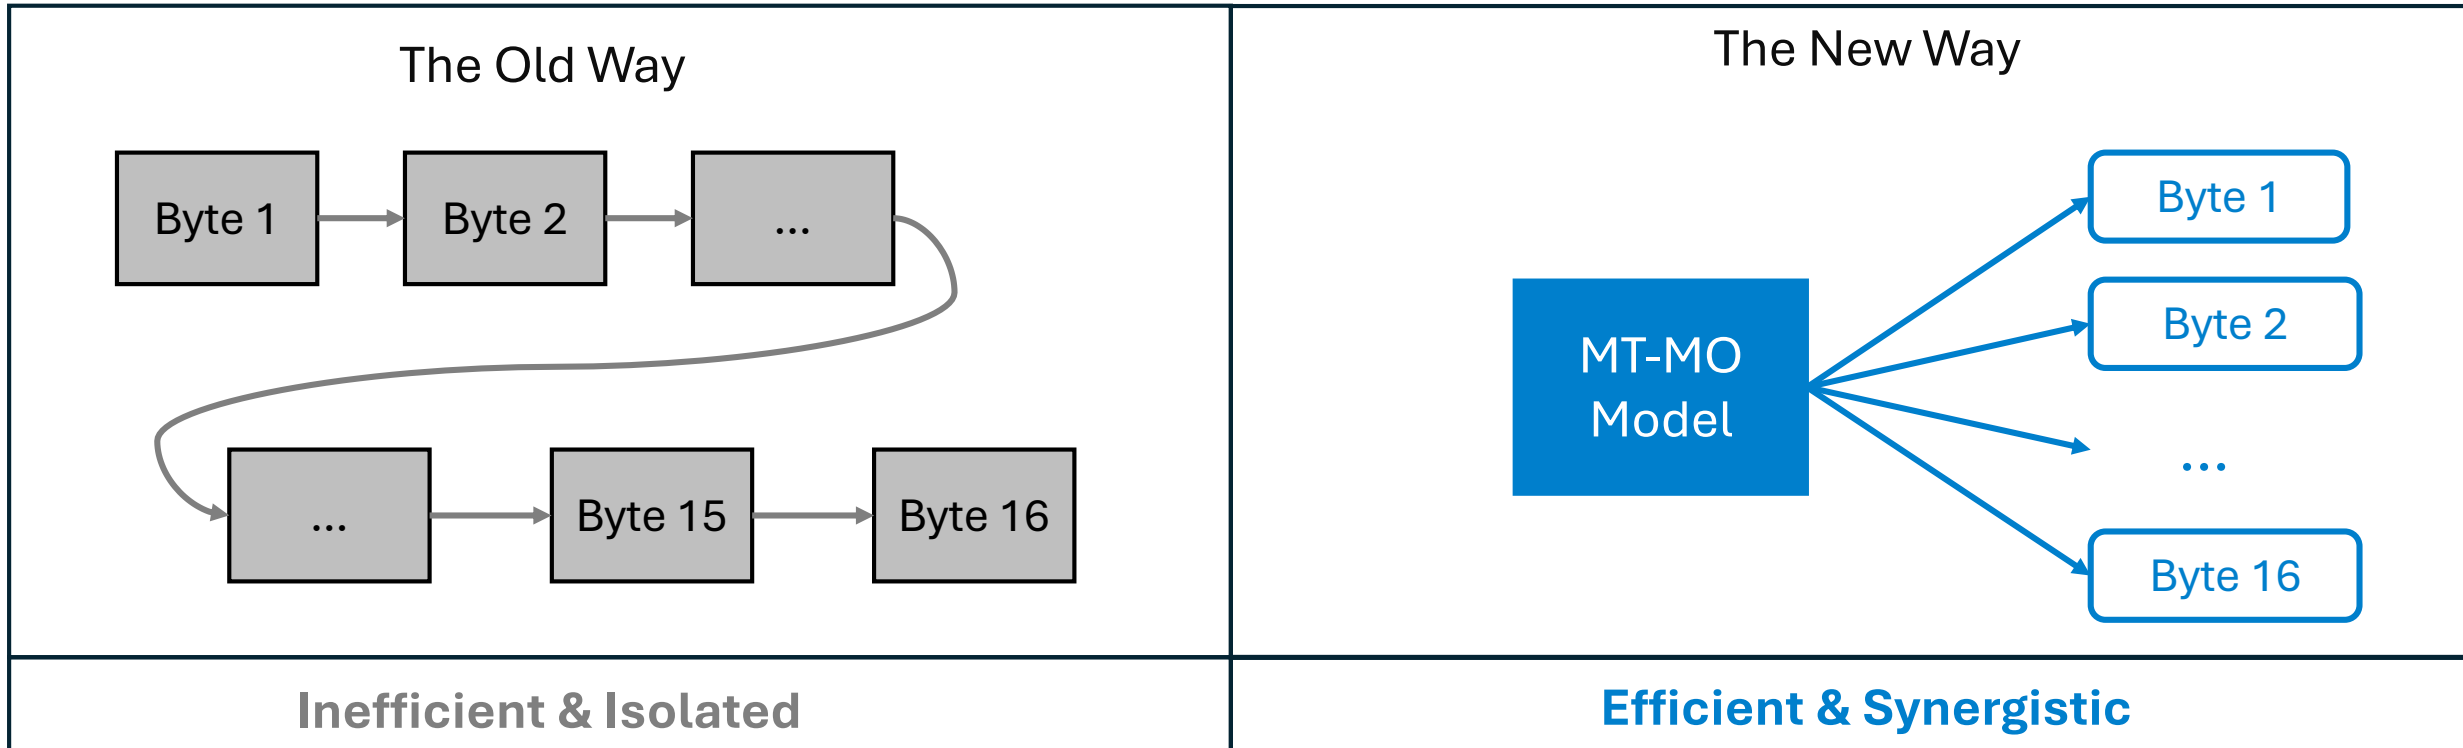 The Old Way
Byte 1
Byte 2
...
...
Byte 15
Byte 16
Inefficient & Isolated
The New Way
MT-MO
Model
Byte 1
Byte 2
...
Byte 16
Efficient & Synergistic